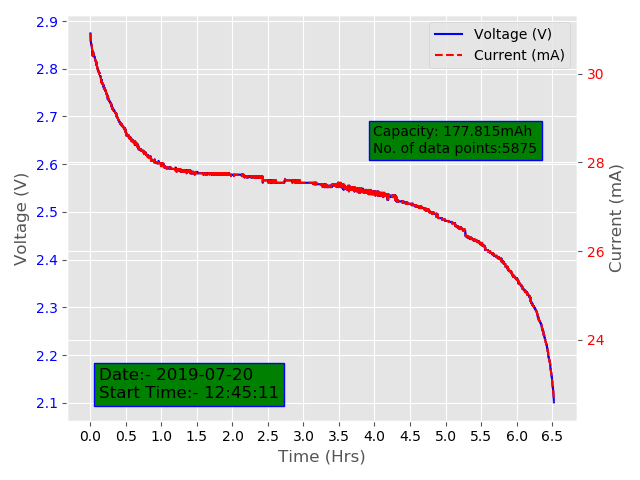 Voltage (V)
Current (mA)
Capacity: 177.815mAh
No. of data points:5875
Date:- 2019-07-20
Start Time:- 12:45:11
2.9
2.8
2.7
2.6
2.5
2.4
2.3
2.2
2.1
Voltage (V)
30
28
26
24
Current (mA)
0.0 0.5 1.0 1.5 2.0 2.5 3.0 3.5 4.0 4.5 5.0 5.5 6.0 6.5
Time (Hrs)